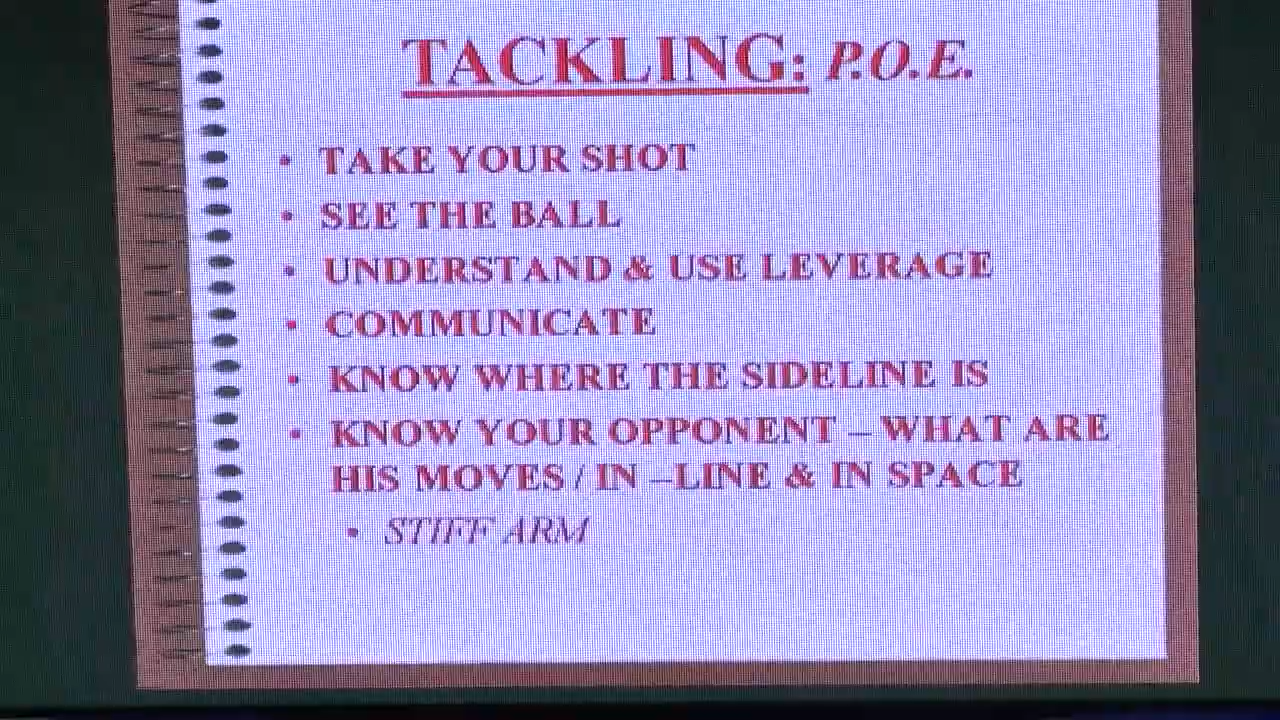 TACKLING: P.O.E.
• TAKE YOUR SHOT
• SEE THE BALL
• UNDERSTAND & USE LEVERAGE
• COMMUNICATE
• KNOW WHERE THE SIDELINE IS
• KNOW YOUR OPPONENT – WHAT ARE
HIS MOVES / IN –LINE & IN SPACE
• STIFF ARM